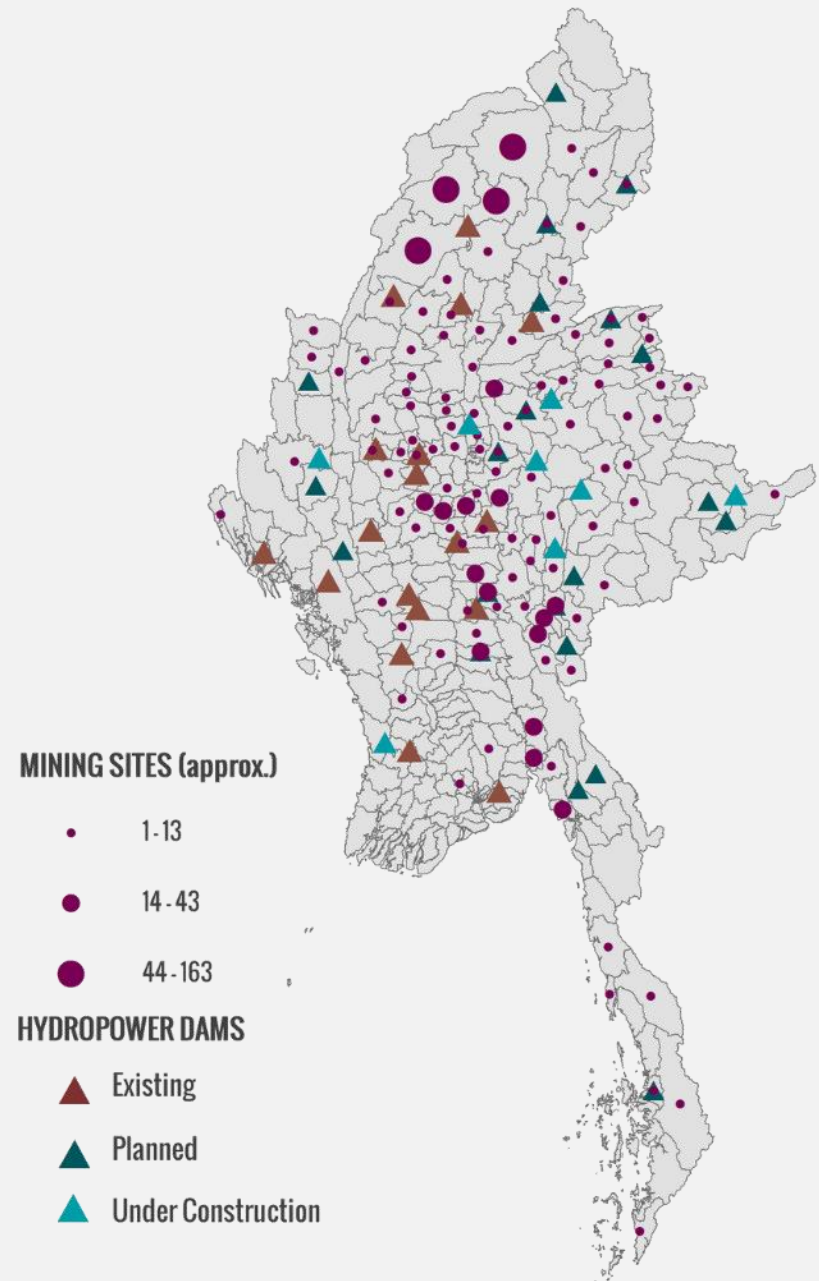 MINING SITES (approx.)
1 - 13
14 - 43
44 - 163
HYDROPOWER DAMS
Existing
Planned
Under Construction